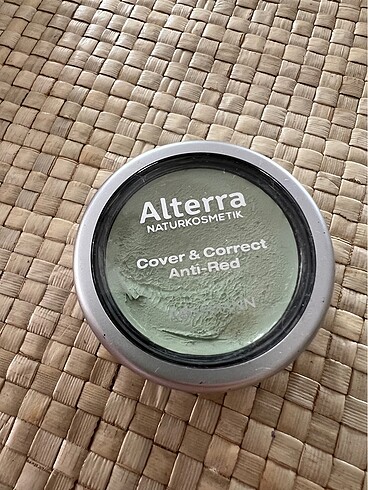 Alterra
NATURKOSMETIK
Cover & Correct
Anti-Red